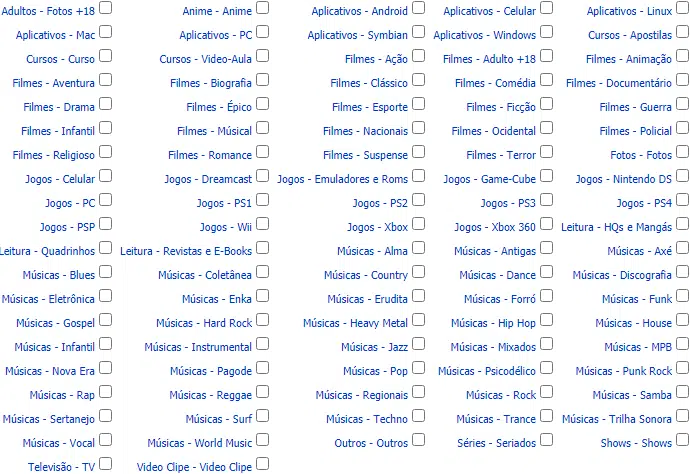 Adultos - Fotos +18 Anime - Anime Aplicativos - Android Aplicativos - Celular Aplicativos - Linux
Aplicativos - Mac Aplicativos - PC Aplicativos - Symbian Aplicativos - Windows Cursos - Apostilas
Cursos - Curso Cursos - Video-Aula Filmes - Ação Filmes - Adulto +18 Filmes - Animação
Filmes - Aventura Filmes - Biografia Filmes - Clássico Filmes - Comédia Filmes - Documentário
Filmes - Drama Filmes - Épico Filmes - Esporte Filmes - Ficção Filmes - Guerra
Filmes - Infantil Filmes - Músical Filmes - Nacionais Filmes - Ocidental Filmes - Policial
Filmes - Religioso Filmes - Romance Filmes - Suspense Filmes - Terror Fotos - Fotos
Jogos - Celular Jogos - Dreamcast Jogos - Emuladores e Roms Jogos - Game-Cube Jogos - Nintendo DS
Jogos - PC Jogos - PS1 Jogos - PS2 Jogos - PS3 Jogos - PS4
Jogos - PSP Jogos - Wii Jogos - Xbox Jogos - Xbox 360 Leitura - HQs e Mangás
Leitura - Quadrinhos Leitura - Revistas e E-Books Músicas - Alma Músicas - Antigas Músicas - Axé
Músicas - Blues Músicas - Coletânea Músicas - Country Músicas - Dance Músicas - Discografia
Músicas - Eletrônica Músicas - Enka Músicas - Erudita Músicas - Forró Músicas - Funk
Músicas - Gospel Músicas - Hard Rock Músicas - Heavy Metal Músicas - Hip Hop Músicas - House
Músicas - Infantil Músicas - Instrumental Músicas - Jazz Músicas - Mixados Músicas - MPB
Músicas - Nova Era Músicas - Pagode Músicas - Pop Músicas - Psicodélico Músicas - Punk Rock
Músicas - Rap Músicas - Reggae Músicas - Regionais Músicas - Rock Músicas - Samba
Músicas - Sertanejo Músicas - Surf Músicas - Techno Músicas - Trance Músicas - Trilha Sonora
Músicas - Vocal Músicas - World Music Outros - Outros Séries - Seriados Shows - Shows
Televisão - TV Video Clipe - Video Clipe